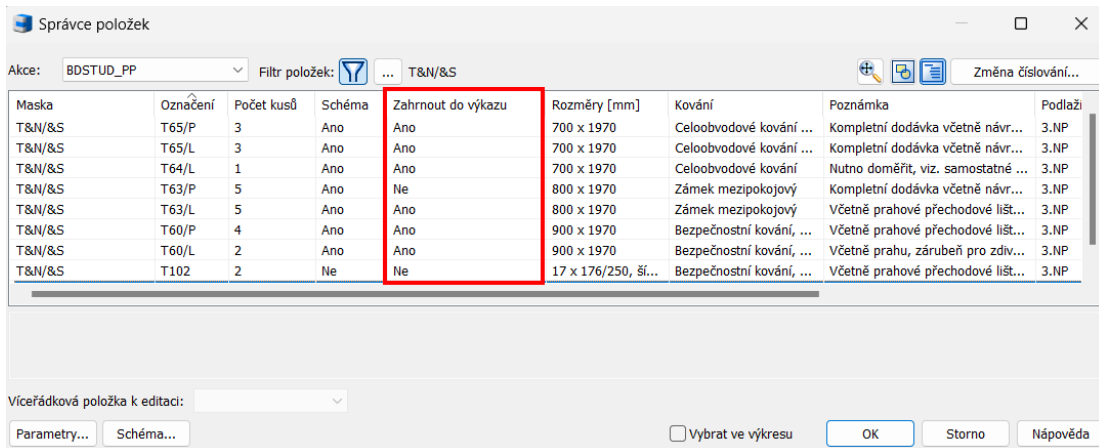 Správce položek
Akce: BDSTUD_PP Filtr položek: ... T&N/&S Změna číslování...
Maska Označení Počet kusů Schéma Zahrnout do výkazu Rozměry [mm] Kování Poznámka Podlaží
T&N/&S T65/P 3 Ano Ano 700 x 1970 Celoobvodové kování ... Kompletní dodávka včetně návr... 3.NP
T&N/&S T65/L 3 Ano Ano 700 x 1970 Celoobvodové kování ... Kompletní dodávka včetně návr... 3.NP
T&N/&S T64/L 1 Ano Ano 700 x 1970 Celoobvodové kování Nutno doměřit, viz. samostatné ... 3.NP
T&N/&S T63/P 5 Ano Ne 800 x 1970 Zámek mezipokojový Kompletní dodávka včetně návr... 3.NP
T&N/&S T63/L 5 Ano Ano 800 x 1970 Zámek mezipokojový Včetně prahové přechodové lišt... 3.NP
T&N/&S T60/P 4 Ano Ano 900 x 1970 Bezpečnostní kování, ... Včetně prahové přechodové lišt... 3.NP
T&N/&S T60/L 2 Ano Ano 900 x 1970 Bezpečnostní kování, ... Včetně prahu, zárubeň pro zdiv... 3.NP
T&N/&S T102 2 Ne Ne 17 x 176/250, ší... Bezpečnostní kování, ... Včetně prahové přechodové lišt... 3.NP
Víceřádková položka k editaci:
Parametry... Schéma... Vybrat ve výkresu OK Storno Nápověda